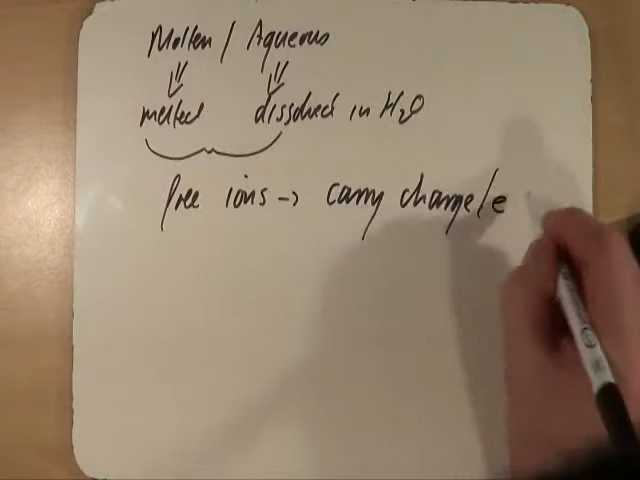 Molten / Aqueous
melted dissolved in H₂O
free ions -> carry charge/e